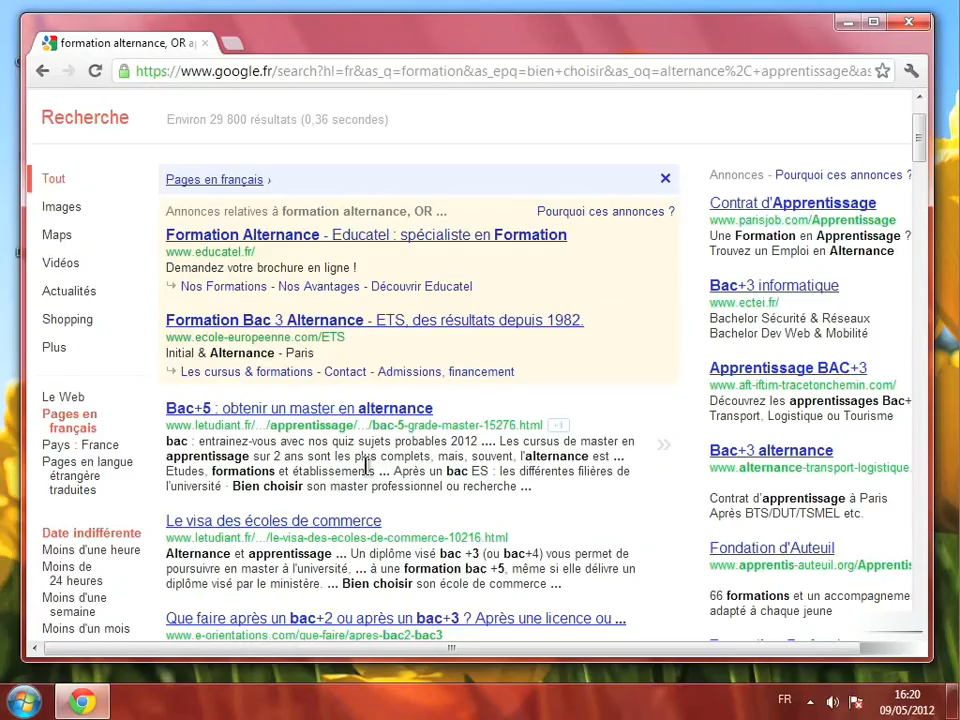 formation alternance, OR a
https://www.google.fr/search?hl=fr&as_q=formation&as_epq=bien+choisir&as_oq=alternance%2C+apprentissage&as
Recherche
Environ 29 800 résultats (0,36 secondes)
Tout
Images
Maps
Vidéos
Actualités
Shopping
Plus
Le Web
Pages en
français
Pays : France
Pages en langue
étrangère
traduites
Date indifférente
Moins d'une heure
Moins de
24 heures
Moins d'une
semaine
Moins d'un mois
Pages en français ›
Annonces relatives à formation alternance, OR ...
Pourquoi ces annonces ?
Formation Alternance - Educatel : spécialiste en Formation
www.educatel.fr/
Demandez votre brochure en ligne !
Nos Formations - Nos Avantages - Découvrir Educatel
Formation Bac 3 Alternance - ETS, des résultats depuis 1982.
www.ecole-europeenne.com/ETS
Initial & Alternance - Paris
Les cursus & formations - Contact - Admissions, financement
Bac+5 : obtenir un master en alternance
www.letudiant.fr/.../apprentissage/.../bac-5-grade-master-15276.html +1
bac : entrainez-vous avec nos quiz sujets probables 2012 .... Les cursus de master en
apprentissage sur 2 ans sont les plus complets, mais, souvent, l'alternance est ...
Etudes, formations et établissements ... Après un bac ES : les différentes filières de
l'université · Bien choisir son master professionnel ou recherche ...
Le visa des écoles de commerce
www.letudiant.fr/.../le-visa-des-ecoles-de-commerce-10216.html
Alternance et apprentissage ... Un diplôme visé bac +3 (ou bac+4) vous permet de
poursuivre en master à l'université, ... à une formation bac +5, même si elle délivre un
diplôme visé par le ministère. ... Bien choisir son école de commerce ...
Que faire après un bac+2 ou après un bac+3 ? Après une licence ou ...
www.e-orientations.com/que-faire/apres-bac2-bac3
Annonces - Pourquoi ces annonces ?
Contrat d'Apprentissage
www.parisjob.com/Apprentissage
Une Formation en Apprentissage ?
Trouvez un Emploi en Alternance
Bac+3 informatique
www.ectei.fr/
Bachelor Sécurité & Réseaux
Bachelor Dev Web & Mobilité
Apprentissage BAC+3
www.aft-iftim-tracetonchemin.com/
Découvrez les apprentissages Bac+
Transport, Logistique ou Tourisme
Bac+3 alternance
www.alternance-transport-logistique.
Contrat d'apprentissage à Paris
Après BTS/DUT/TSMEL etc.
Fondation d'Auteuil
www.apprentis-auteuil.org/Apprentis
66 formations et un accompagneme
adapté à chaque jeune
FR
16:20
09/05/2012